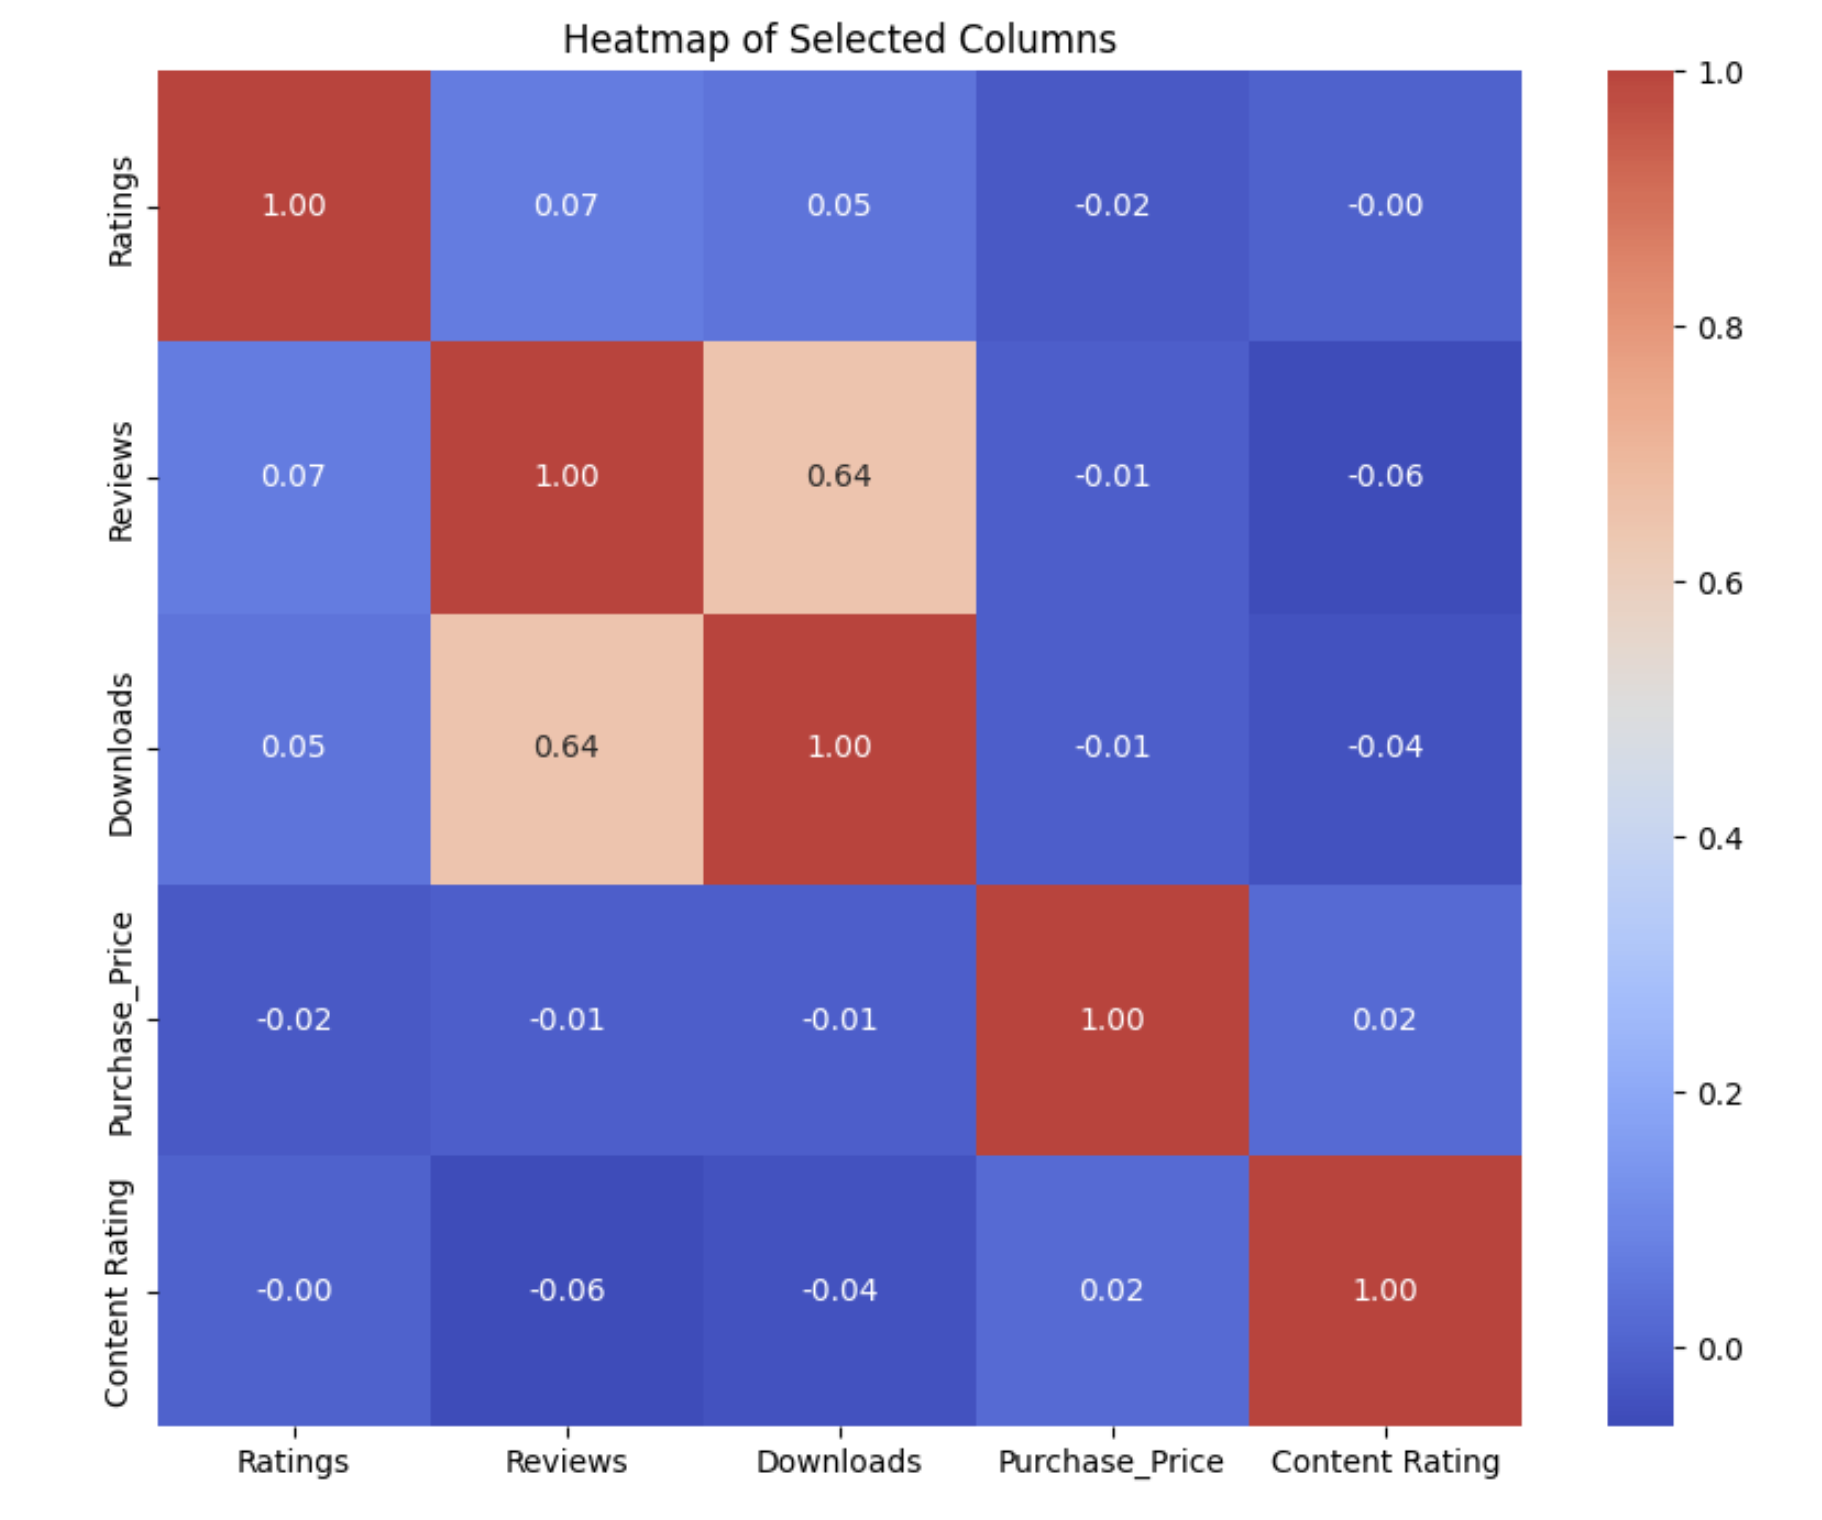 Heatmap of Selected Columns
Ratings 1.00 0.07 0.05 -0.02 -0.00
Reviews 0.07 1.00 0.64 -0.01 -0.06
Downloads 0.05 0.64 1.00 -0.01 -0.04
Purchase_Price -0.02 -0.01 -0.01 1.00 0.02
Content Rating -0.00 -0.06 -0.04 0.02 1.00
Ratings Reviews Downloads Purchase_Price Content Rating
1.0
0.8
0.6
0.4
0.2
0.0